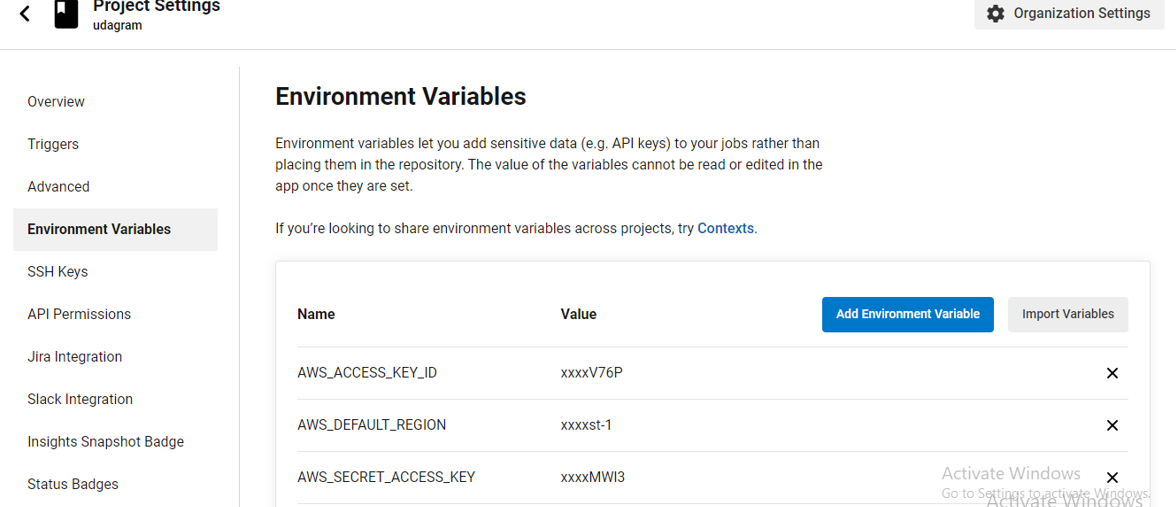 Project Settings
udagram
Organization Settings
Overview
Triggers
Advanced
Environment Variables
SSH Keys
API Permissions
Jira Integration
Slack Integration
Insights Snapshot Badge
Status Badges
Environment Variables
Environment variables let you add sensitive data (e.g. API keys) to your jobs rather than
placing them in the repository. The value of the variables cannot be read or edited in the
app once they are set.
If you're looking to share environment variables across projects, try Contexts.
Name Value Add Environment Variable Import Variables
AWS_ACCESS_KEY_ID xxxxV76P
AWS_DEFAULT_REGION xxxxst-1
AWS_SECRET_ACCESS_KEY xxxxMWI3
Activate Windows
Go to Settings to activate Windows.
Activate Windows